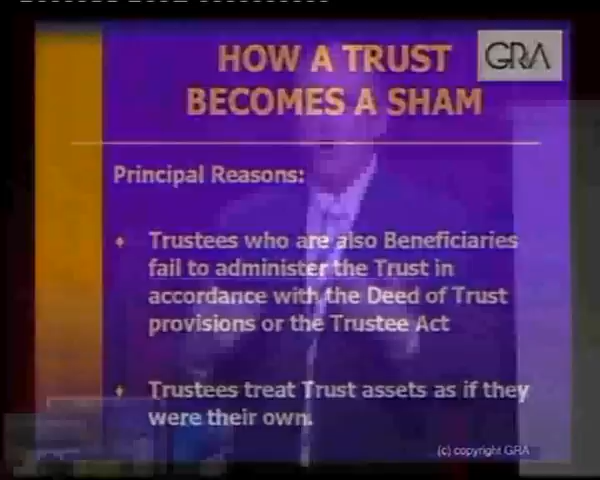 HOW A TRUST
BECOMES A SHAM
GRA
Principal Reasons:
♦ Trustees who are also Beneficiaries
fail to administer the Trust in
accordance with the Deed of Trust
provisions or the Trustee Act
♦ Trustees treat Trust assets as if they
were their own.
(c) copyright GRA